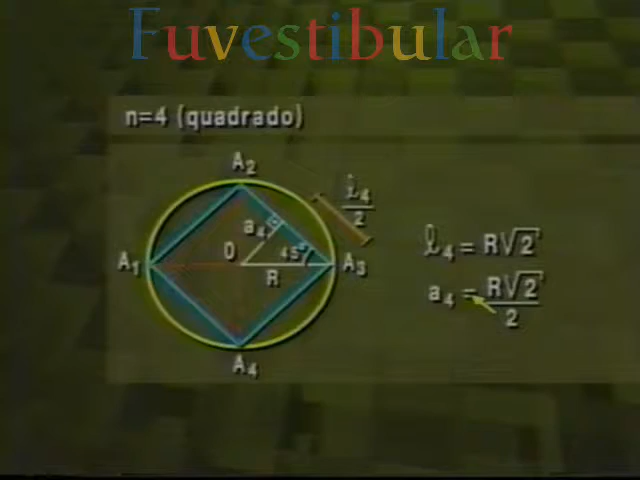 Fuvestibular
n=4 (quadrado)
A2
ℓ4/2
a4
O
45°
A1
A3
R
A4
ℓ4 = R√2
a4 = R√2/2